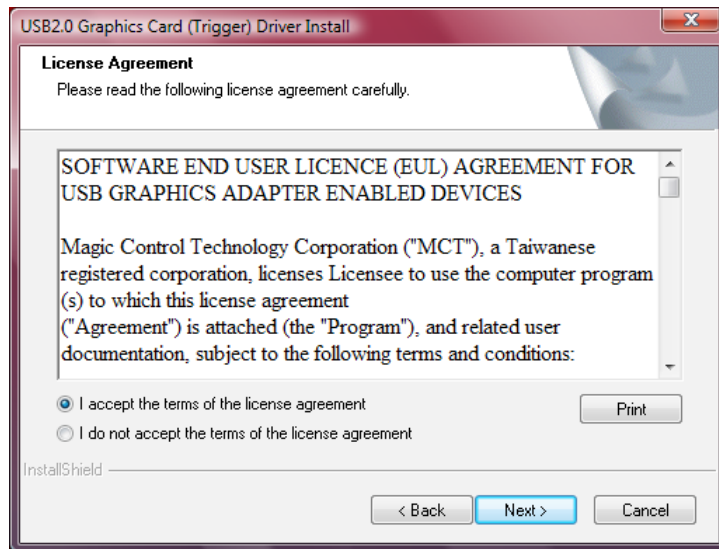 USB2.0 Graphics Card (Trigger) Driver Install
License Agreement
Please read the following license agreement carefully.
SOFTWARE END USER LICENCE (EUL) AGREEMENT FOR
USB GRAPHICS ADAPTER ENABLED DEVICES
Magic Control Technology Corporation ("MCT"), a Taiwanese
registered corporation, licenses Licensee to use the computer program
(s) to which this license agreement
("Agreement") is attached (the "Program"), and related user
documentation, subject to the following terms and conditions:
I accept the terms of the license agreement
Print
I do not accept the terms of the license agreement
InstallShield
< Back Next > Cancel